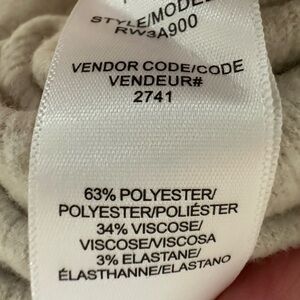 STYLE/MODEL
RW3A900
VENDOR CODE/CODE
VENDEUR#
2741
63% POLYESTER/
POLYESTER/POLIÉSTER
34% VISCOSE/
VISCOSE/VISCOSA
3% ELASTANE/
ÉLASTHANNE/ELASTANO